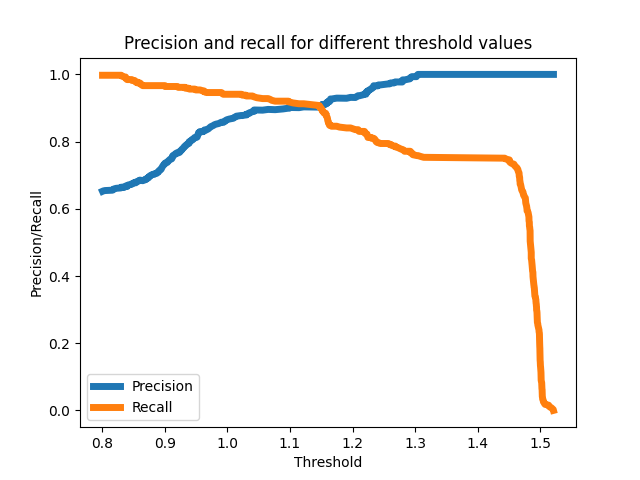 Precision and recall for different threshold values
1.0
0.8
0.6
0.4
0.2
0.0
Precision/Recall
Precision
Recall
0.8 0.9 1.0 1.1 1.2 1.3 1.4 1.5
Threshold